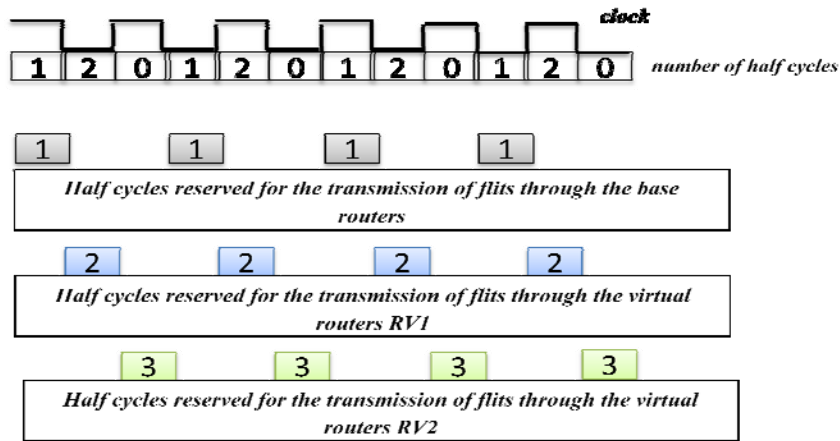 clock
1 2 0 1 2 0 1 2 0 1 2 0 number of half cycles
1 1 1 1
Half cycles reserved for the transmission of flits through the base
routers
2 2 2 2
Half cycles reserved for the transmission of flits through the virtual
routers RV1
3 3 3 3
Half cycles reserved for the transmission of flits through the virtual
routers RV2